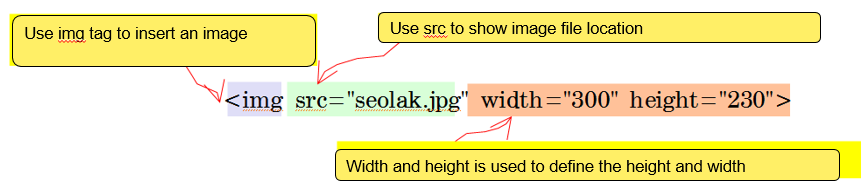 Use img tag to insert an image
Use src to show image file location
<img src="seolak.jpg" width="300" height="230">
Width and height is used to define the height and width